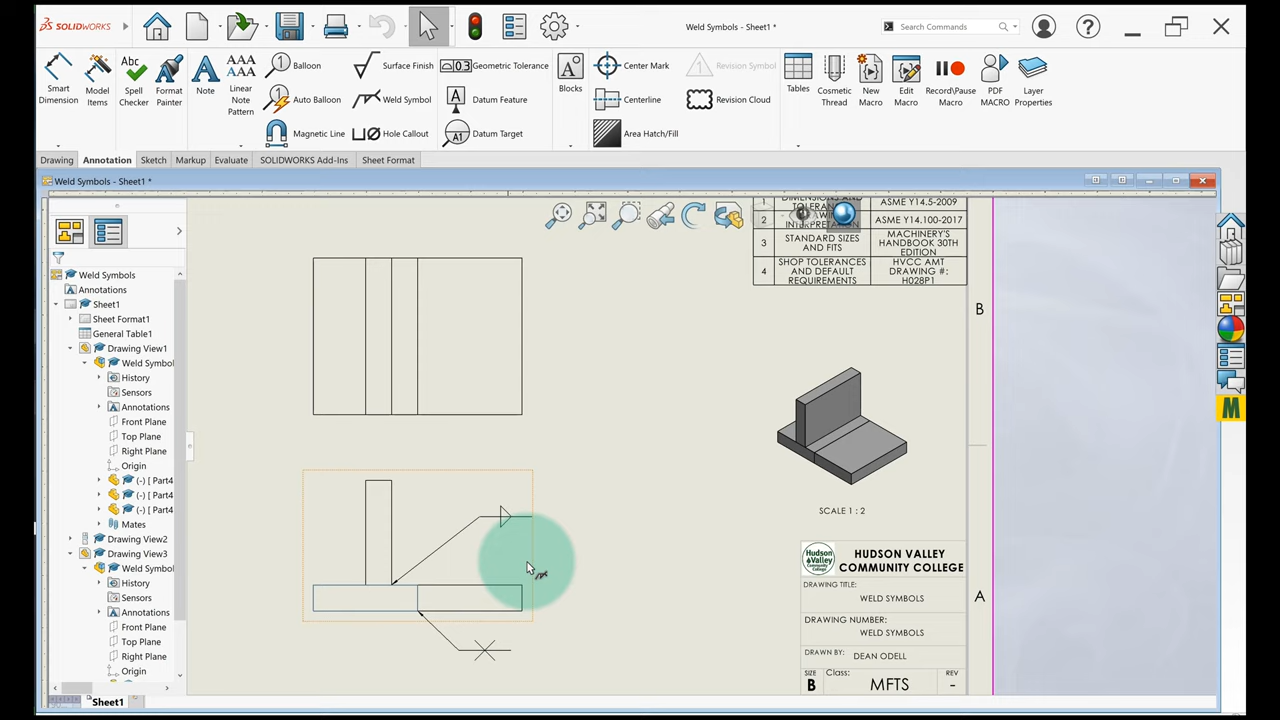 SOLIDWORKS
Weld Symbols - Sheet1 *
Search Commands
Smart Dimension
Model Items
Abc
Spell Checker
Format Painter
Note
Linear Note Pattern
Balloon
Auto Balloon
Magnetic Line
Surface Finish
Weld Symbol
Hole Callout
Geometric Tolerance
Datum Feature
Datum Target
Blocks
Center Mark
Centerline
Area Hatch/Fill
Revision Symbol
Revision Cloud
Tables
Cosmetic Thread
New Macro
Edit Macro
Record/Pause Macro
PDF MACRO
Layer Properties
Drawing
Annotation
Sketch
Markup
Evaluate
SOLIDWORKS Add-Ins
Sheet Format
Weld Symbols - Sheet1 *
Weld Symbols
Annotations
Sheet1
Sheet Format1
General Table1
Drawing View1
Weld Symbol
History
Sensors
Annotations
Front Plane
Top Plane
Right Plane
Origin
(-) [ Part4
(-) [ Part4
(-) [ Part4
Mates
Drawing View2
Drawing View3
Weld Symbol
History
Sensors
Annotations
Front Plane
Top Plane
Right Plane
Origin
Sheet1
1
ASME Y14.5-2009
2
INTERPRETATION
ASME Y14.100-2017
3
STANDARD SIZES AND FITS
MACHINERY'S HANDBOOK 30TH EDITION
4
SHOP TOLERANCES AND DEFAULT REQUIREMENTS
HVCC AMT DRAWING #: H028P1
B
SCALE 1 : 2
A
Hudson Valley Community College
HUDSON VALLEY
COMMUNITY COLLEGE
DRAWING TITLE:
WELD SYMBOLS
DRAWING NUMBER:
WELD SYMBOLS
DRAWN BY: DEAN ODELL
SIZE B
Class: MFTS
REV -
M